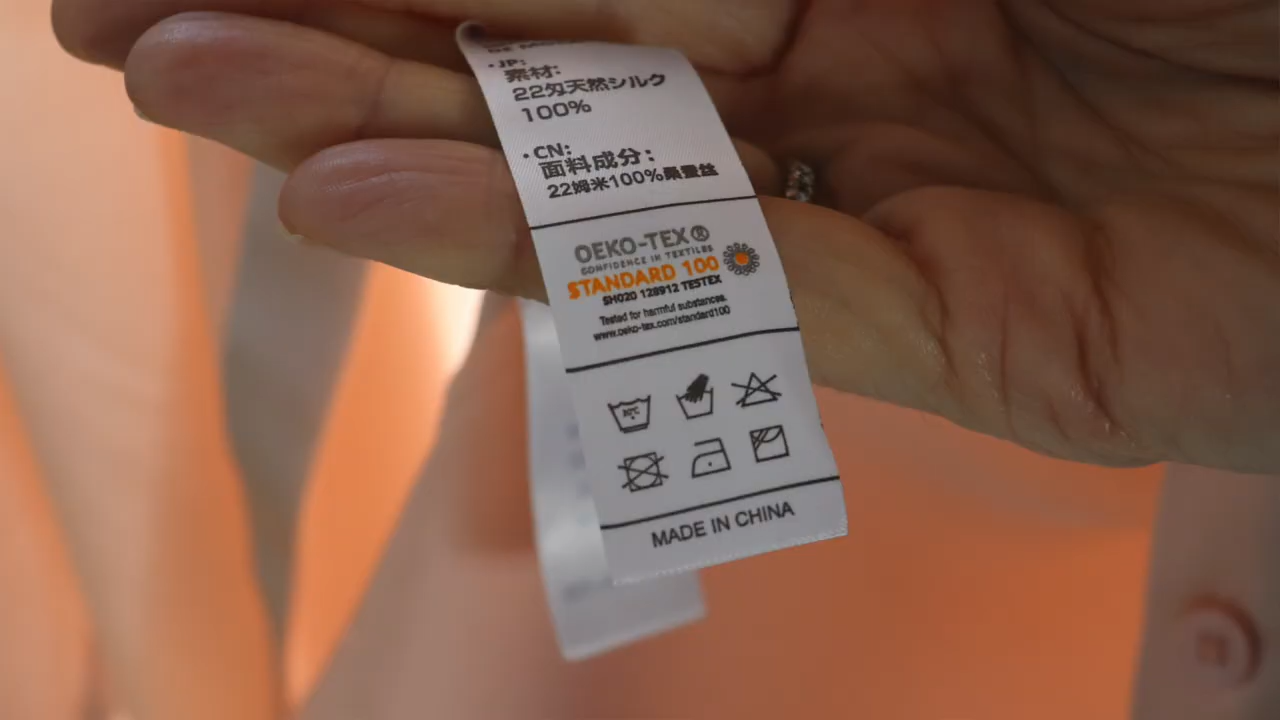 · JP:
素材:
22匁天然シルク
100%
· CN:
面料成分:
22姆米100%桑蚕丝
OEKO-TEX®
CONFIDENCE IN TEXTILES
STANDARD 100
SH020 128912 TESTEX
Tested for harmful substances.
www.oeko-tex.com/standard100
30°C
MADE IN CHINA